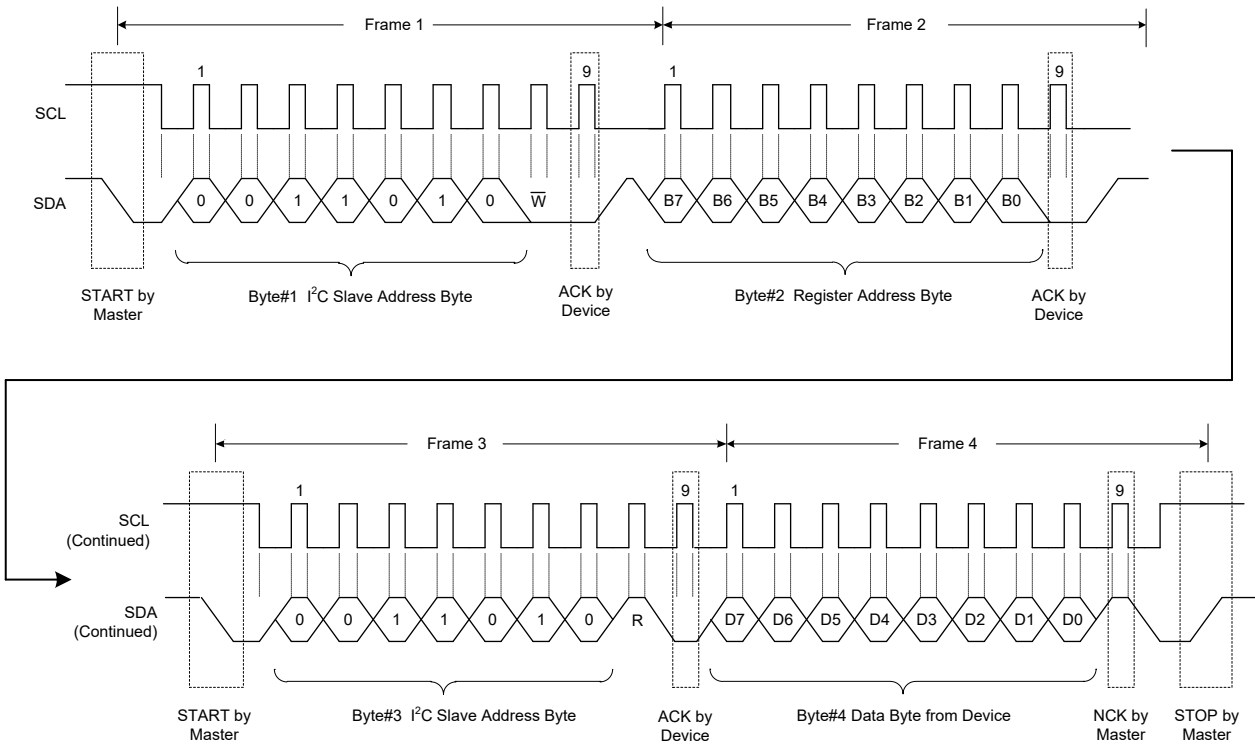 Frame 1 Frame 2
1 9 1 9
SCL
SDA 0 0 1 1 0 1 0 W̅ B7 B6 B5 B4 B3 B2 B1 B0
START by
Master
Byte#1 I²C Slave Address Byte
ACK by
Device
Byte#2 Register Address Byte
ACK by
Device
Frame 3 Frame 4
1 9 1 9
SCL
(Continued)
SDA
(Continued)
0 0 1 1 0 1 0 R D7 D6 D5 D4 D3 D2 D1 D0
START by
Master
Byte#3 I²C Slave Address Byte
ACK by
Device
Byte#4 Data Byte from Device
NCK by
Master
STOP by
Master